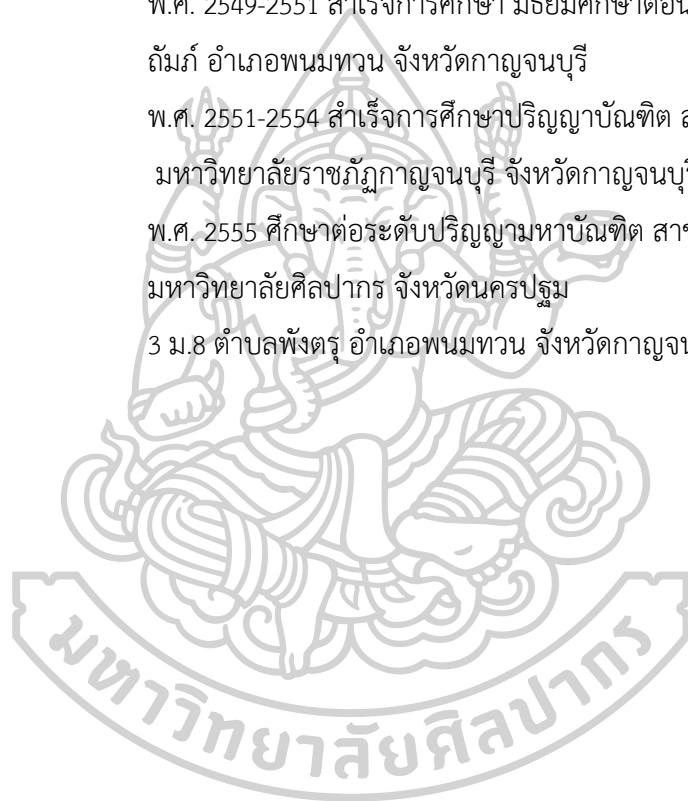 พ.ศ. 2549-2551 สำเร็จการศึกษา มัธยมศึกษาตอน
ถัมภ์ อำเภอพนมทวน จังหวัดกาญจนบุรี
พ.ศ. 2551-2554 สำเร็จการศึกษาปริญญาบัณฑิต
มหาวิทยาลัยราชภัฏกาญจนบุรี จังหวัดกาญจนบุรี
พ.ศ. 2555 ศึกษาต่อระดับปริญญามหาบัณฑิต
มหาวิทยาลัยศิลปากร จังหวัดนครปฐม
3 ม.8 ตำบลพังตรุ อำเภอพนมทวน จังหวัดกาญจน
มหาวิทยาลัยศิลปากร